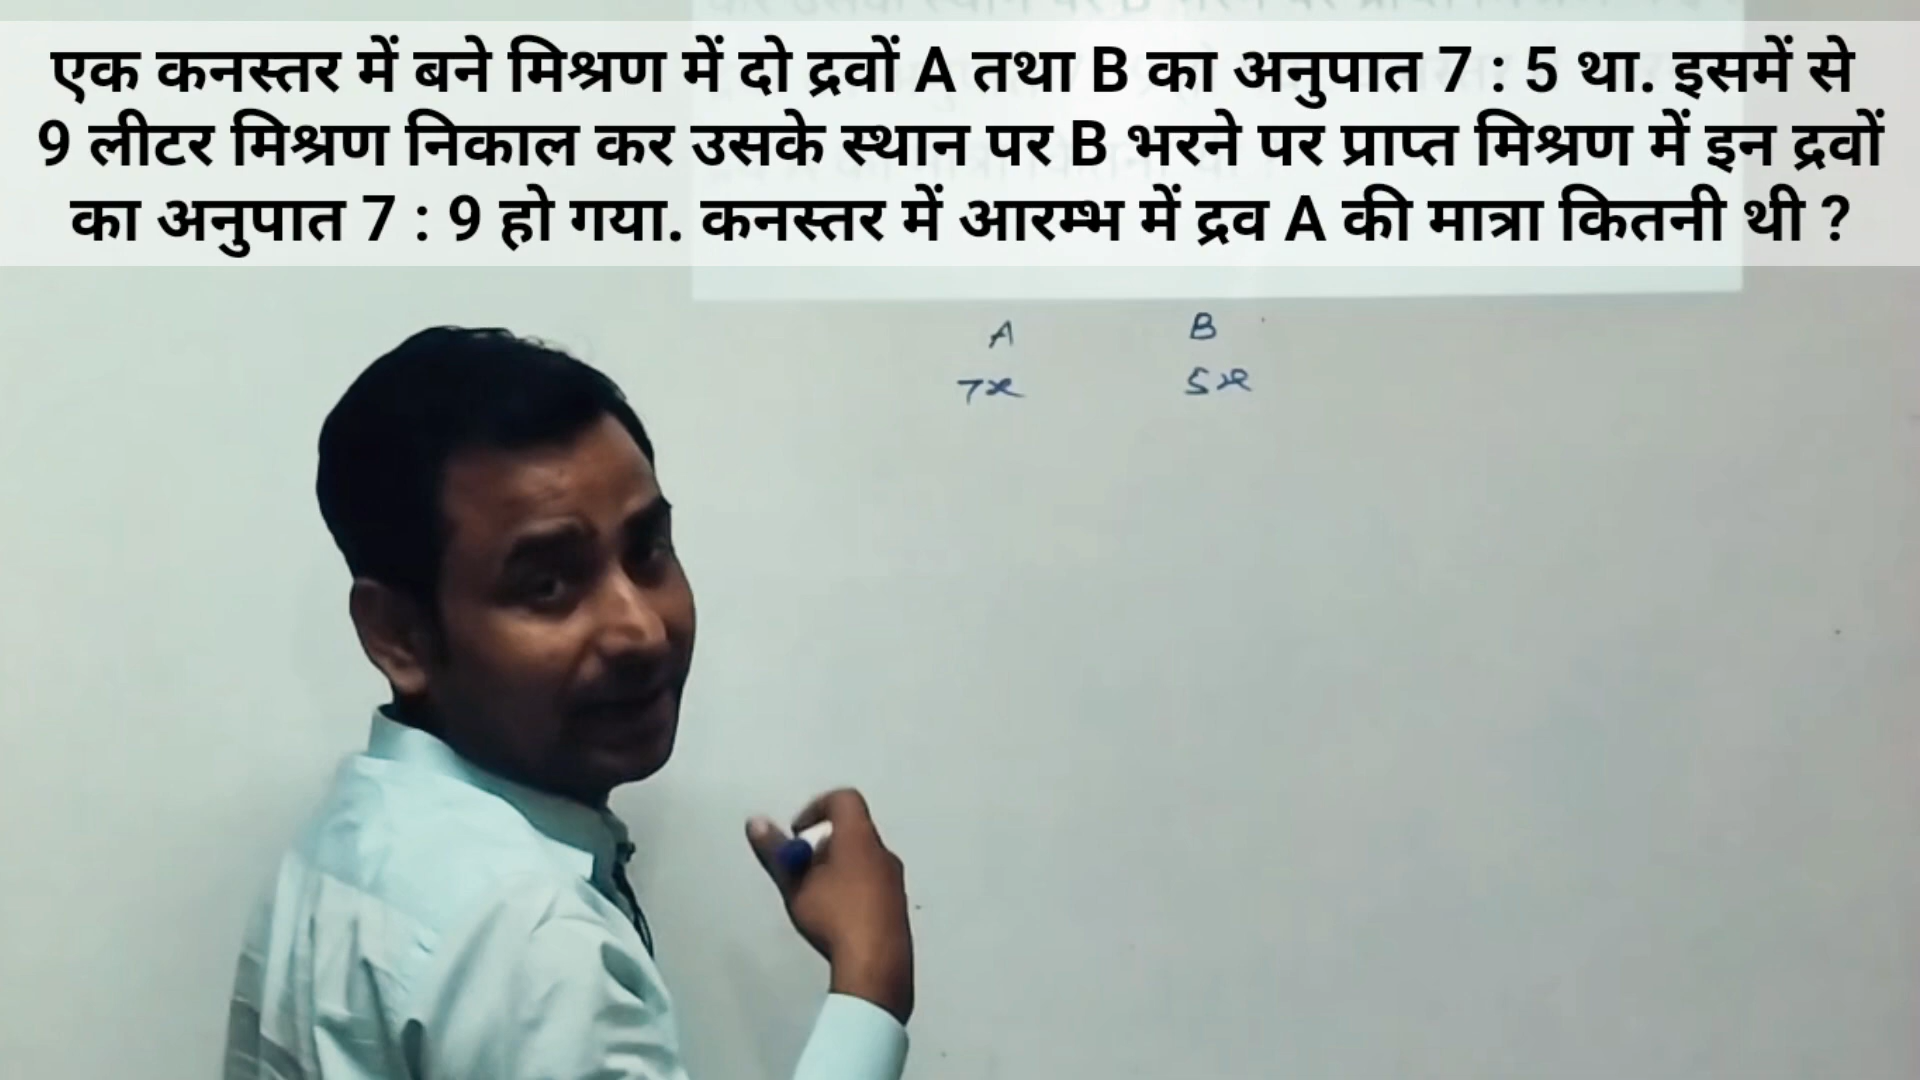 एक कनस्तर में बने मिश्रण में दो द्रवों A तथा B का अनुपात 7 : 5 था. इसमें से
9 लीटर मिश्रण निकाल कर उसके स्थान पर B भरने पर प्राप्त मिश्रण में इन द्रवों
का अनुपात 7 : 9 हो गया. कनस्तर में आरम्भ में द्रव A की मात्रा कितनी थी ?
A B
7x 5x